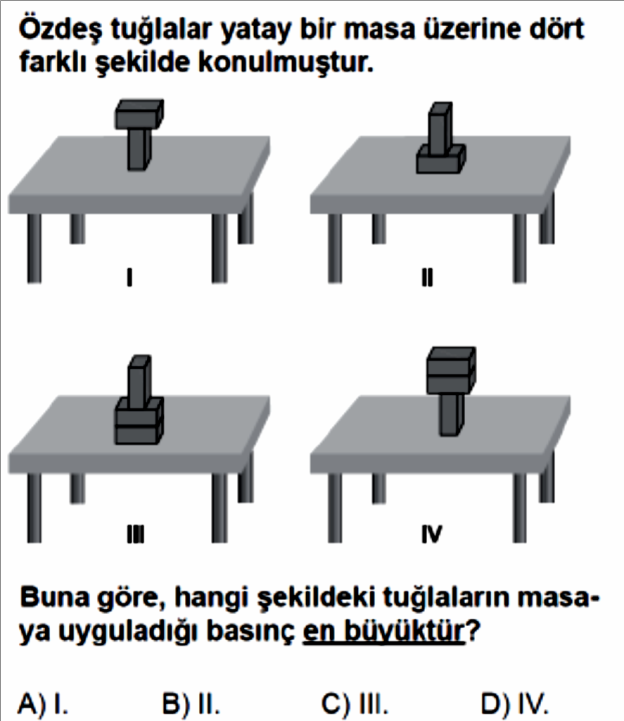 Özdeş tuğlalar yatay bir masa üzerine dört
farklı şekilde konulmuştur.
I
II
III
IV
Buna göre, hangi şekildeki tuğlaların masa-
ya uyguladığı basınç en büyüktür?
A) I. B) II. C) III. D) IV.